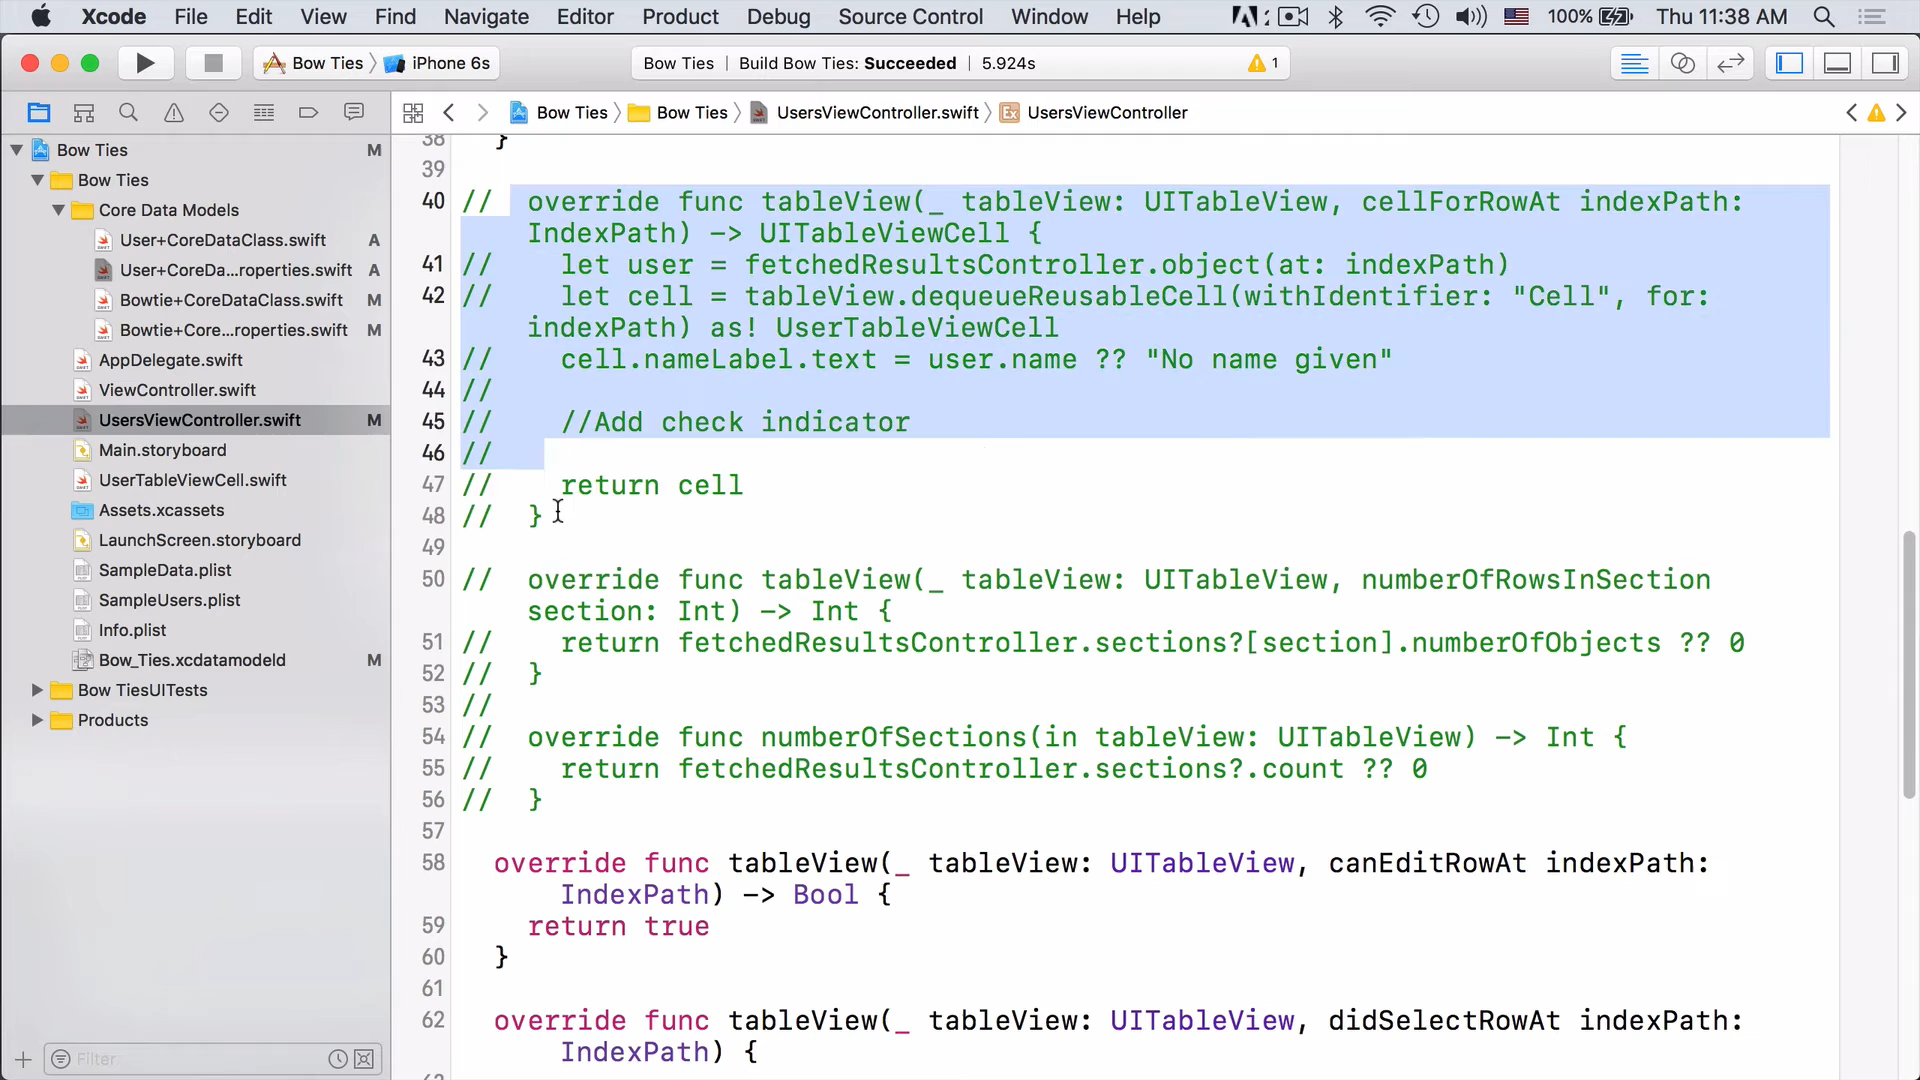 Xcode File Edit View Find Navigate Editor Product Debug Source Control Window Help 100% Thu 11:38 AM
Bow Ties iPhone 6s Bow Ties | Build Bow Ties: Succeeded | 5.924s 1
Bow Ties Bow Ties UsersViewController.swift Ex UsersViewController
Bow Ties M
Bow Ties
Core Data Models
User+CoreDataClass.swift A
User+CoreDa...roperties.swift A
Bowtie+CoreDataClass.swift M
Bowtie+Core...roperties.swift M
AppDelegate.swift
ViewController.swift
UsersViewController.swift M
Main.storyboard
UserTableViewCell.swift
Assets.xcassets
LaunchScreen.storyboard
SampleData.plist
SampleUsers.plist
Info.plist
Bow_Ties.xcdatamodeld M
Bow TiesUITests
Products
Filter
38 }
39
40 // override func tableView(_ tableView: UITableView, cellForRowAt indexPath:
IndexPath) -> UITableViewCell {
41 // let user = fetchedResultsController.object(at: indexPath)
42 // let cell = tableView.dequeueReusableCell(withIdentifier: "Cell", for:
indexPath) as! UserTableViewCell
43 // cell.nameLabel.text = user.name ?? "No name given"
44 //
45 // //Add check indicator
46 //
47 // return cell
48 // }
49
50 // override func tableView(_ tableView: UITableView, numberOfRowsInSection
section: Int) -> Int {
51 // return fetchedResultsController.sections?[section].numberOfObjects ?? 0
52 // }
53 //
54 // override func numberOfSections(in tableView: UITableView) -> Int {
55 // return fetchedResultsController.sections?.count ?? 0
56 // }
57
58 override func tableView(_ tableView: UITableView, canEditRowAt indexPath:
IndexPath) -> Bool {
59 return true
60 }
61
62 override func tableView(_ tableView: UITableView, didSelectRowAt indexPath:
IndexPath) {